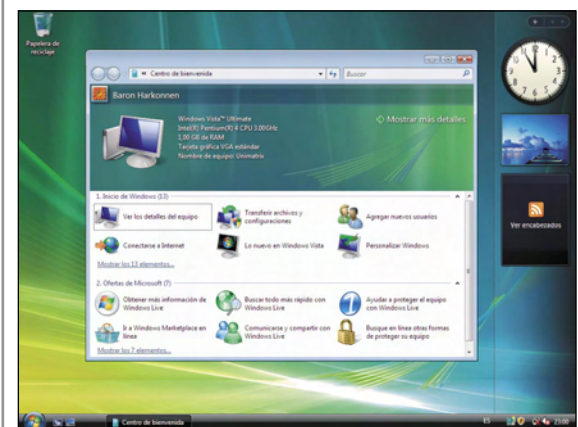 Papelera de
reciclaje
Centro de bienvenida
Buscar
Baron Harkonnen
Windows Vista™ Ultimate
Intel(R) Pentium(R) 4 CPU 3.00GHz
1,00 GB de RAM
Tarjeta gráfica VGA estándar
Nombre de equipo: Unimatrix
Mostrar más detalles
1. Inicio de Windows (13)
Ver los detalles del equipo
Transferir archivos y
configuraciones
Agregar nuevos usuarios
Conectarse a Internet
Lo nuevo en Windows Vista
Personalizar Windows
Mostrar los 13 elementos...
2. Ofertas de Microsoft (7)
Obtener más información de
Windows Live
Buscar todo más rápido con
Windows Live
Ayudar a proteger el equipo
con Windows Live
Ir a Windows Marketplace en
línea
Comunicarse y compartir con
Windows Live
Busque en línea otras formas
de proteger su equipo
Mostrar los 7 elementos...
Ver encabezados
Centro de bienvenida
ES
23:00